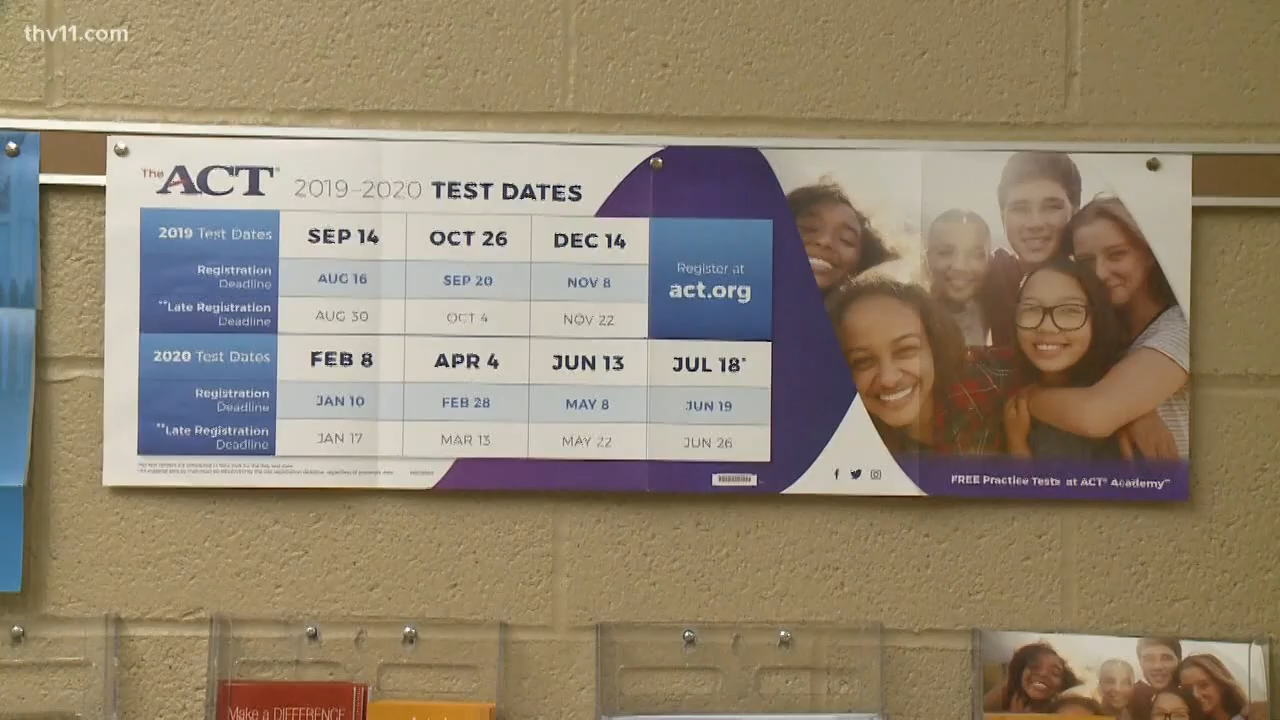 thv11.com
The ACT® 2019–2020 TEST DATES
2019 Test Dates SEP 14 OCT 26 DEC 14
Registration Deadline AUG 16 SEP 20 NOV 8
**Late Registration Deadline AUG 30 OCT 4 NOV 22
Register at
act.org
2020 Test Dates FEB 8 APR 4 JUN 13 JUL 18*
Registration Deadline JAN 10 FEB 28 MAY 8 JUN 19
**Late Registration Deadline JAN 17 MAR 13 MAY 22 JUN 26
FREE Practice Tests at ACT® Academy™
Make a DIFFERENCE